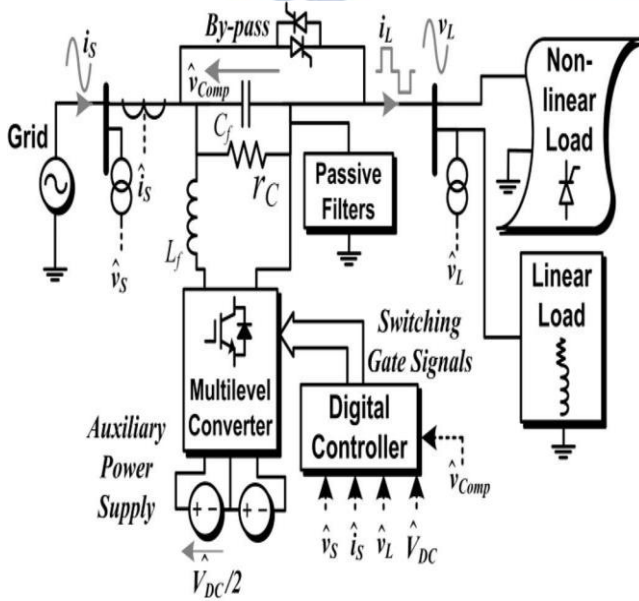 By-pass
i_S
v̂_Comp
i_L
v_L
Non-
linear
Load
Grid
C_f
î_S
r_C
Passive
Filters
L_f
v̂_S
v̂_L
Linear
Load
Switching
Gate Signals
Multilevel
Converter
Digital
Controller
Auxiliary
Power
Supply
v̂_Comp
+ -
+ -
v̂_S
î_S
v̂_L
V̂_DC
V̂_DC/2